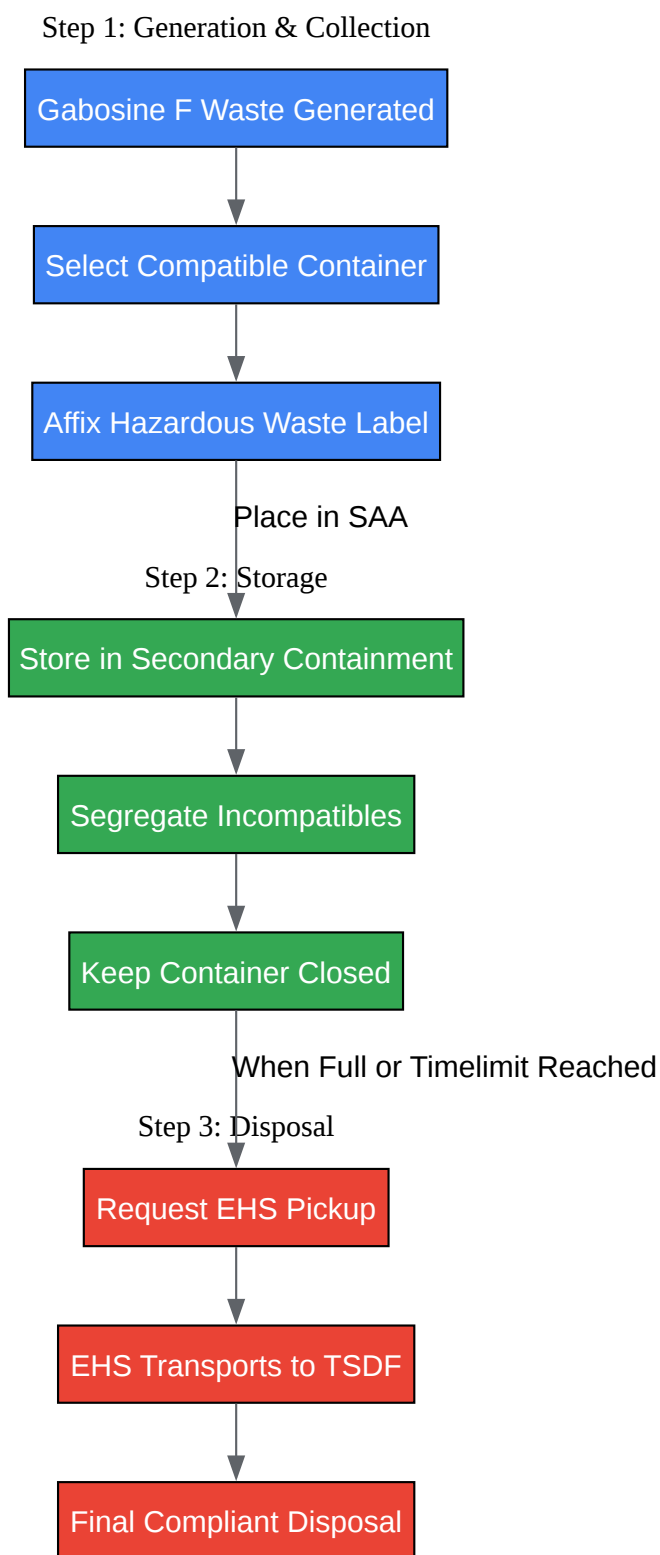 Step 1: Generation & Collection
Gabosine F Waste Generated
Select Compatible Container
Affix Hazardous Waste Label
Place in SAA
Step 2: Storage
Store in Secondary Containment
Segregate Incompatibles
Keep Container Closed
When Full or Timelimit Reached
Step 3: Disposal
Request EHS Pickup
EHS Transports to TSDF
Final Compliant Disposal